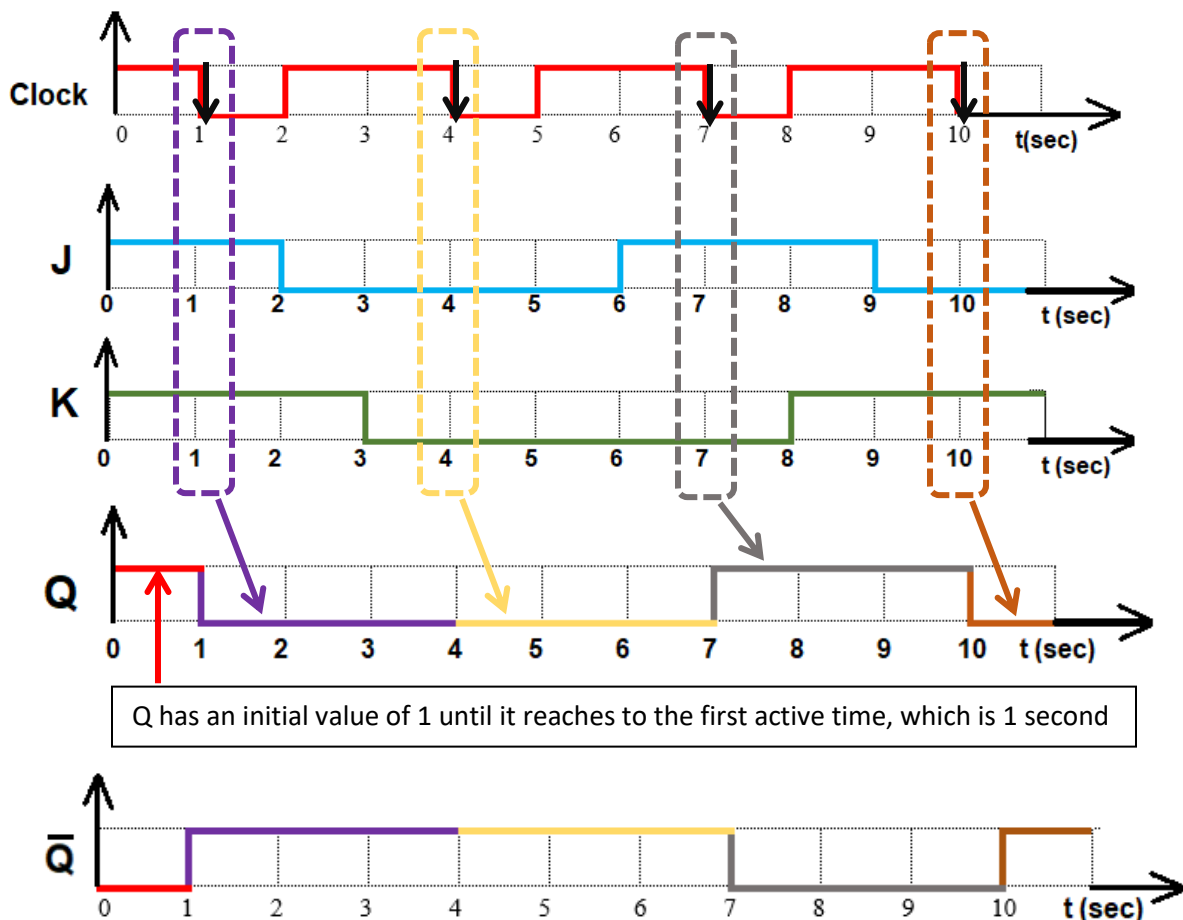 Clock
0 1 2 3 4 5 6 7 8 9 10
t(sec)
J
0 1 2 3 4 5 6 7 8 9 10
t (sec)
K
0 1 2 3 4 5 6 7 8 9 10
t (sec)
Q
0 1 2 3 4 5 6 7 8 9 10 t (sec)
Q has an initial value of 1 until it reaches to the first active time, which is 1 second
Q̅
0 1 2 3 4 5 6 7 8 9 10 t (sec)